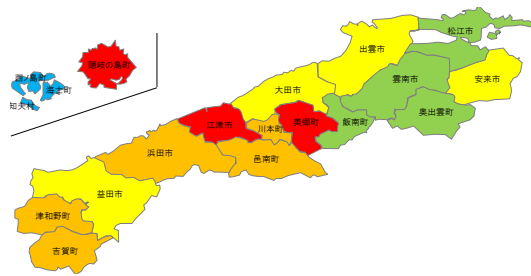 松江市
出雲市
西ノ島町
隠岐の島町
海士町
知夫村
雲南市
安来市
大田市
奥出雲町
飯南町
美郷町
川本町
江津市
邑南町
浜田市
益田市
津和野町
吉賀町